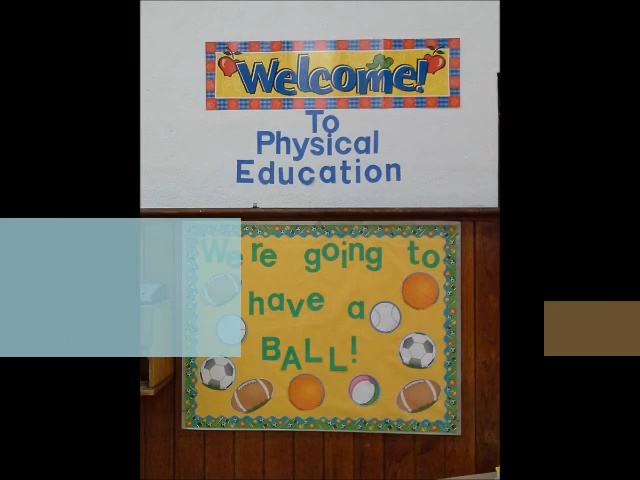 Welcome!
To
Physical
Education
We're going to
have a
BALL!